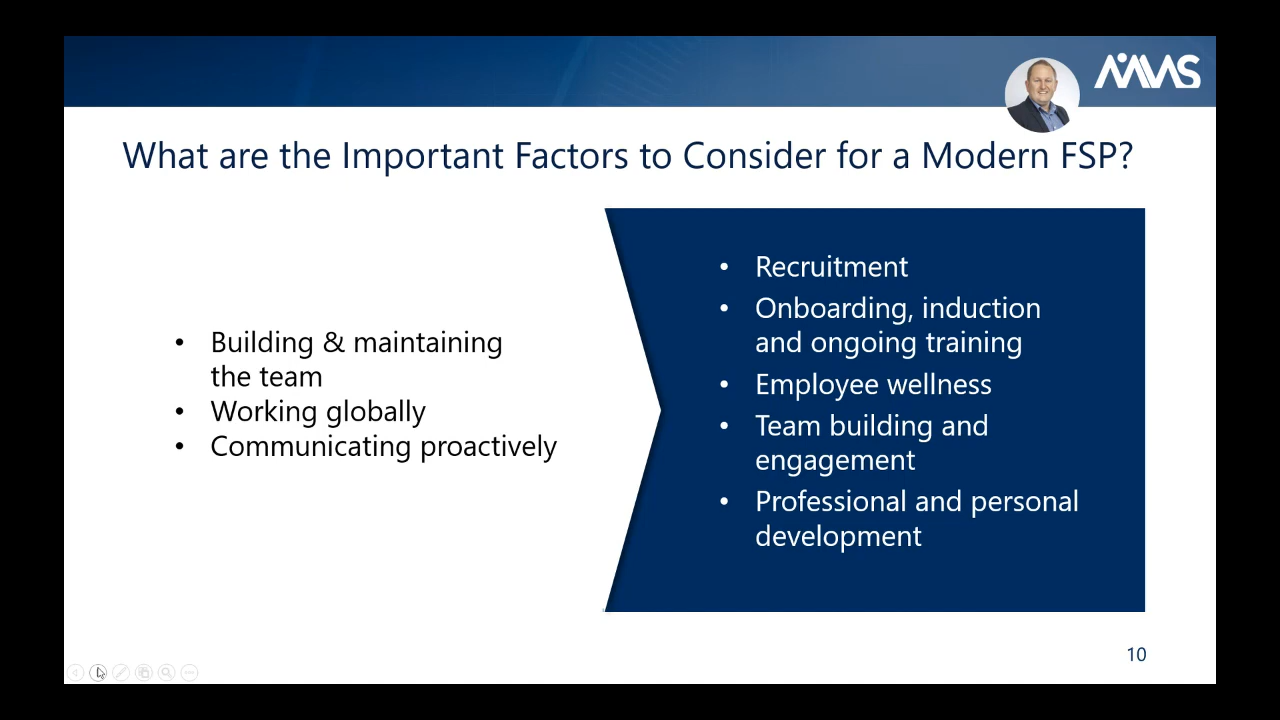 MMS
What are the Important Factors to Consider for a Modern FSP?
• Building & maintaining
the team
• Working globally
• Communicating proactively
• Recruitment
• Onboarding, induction
and ongoing training
• Employee wellness
• Team building and
engagement
• Professional and personal
development
10